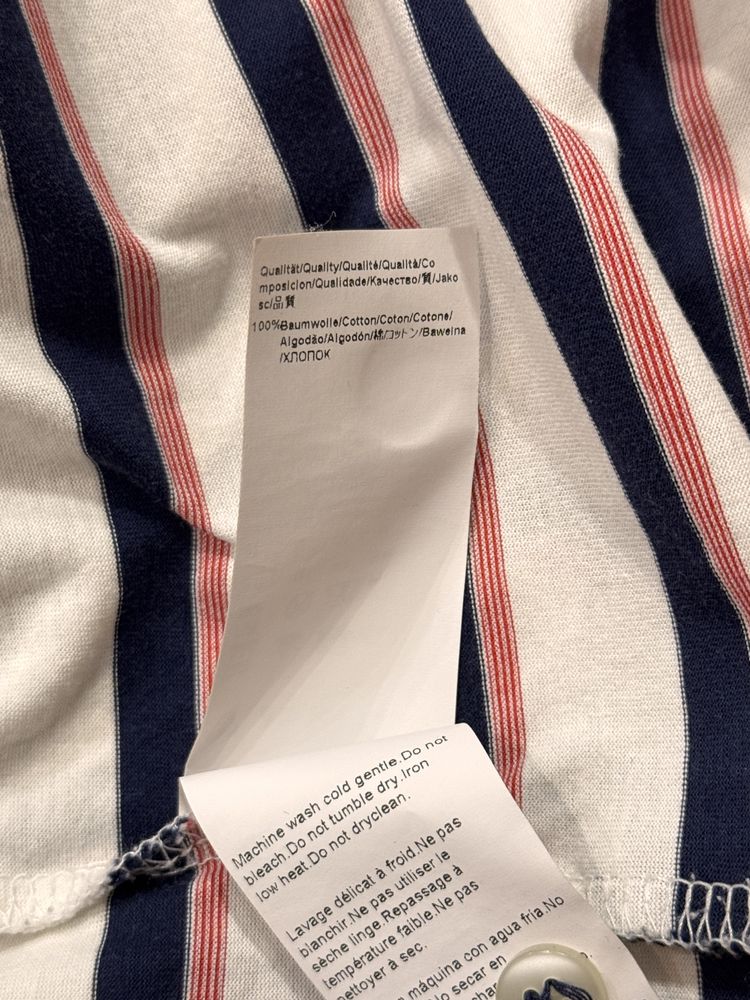 Qualität/Quality/Qualité/Qualità/Co
mposicion/Qualidade/Качество/質/Jako
sc/品質
100%Baumwolle/Cotton/Coton/Cotone/
Algodão/Algodón/棉/コットン/Bawełna
/ХЛОПОК
Machine wash cold gentle.Do not
bleach.Do not tumble dry.Iron
low heat.Do not dryclean.
Lavage délicat à froid.Ne pas
blanchir.Ne pas utiliser le
sèche linge.Repassage à
température faible.Ne pas
nettoyer à sec.
máquina con agua fría.No
secar en